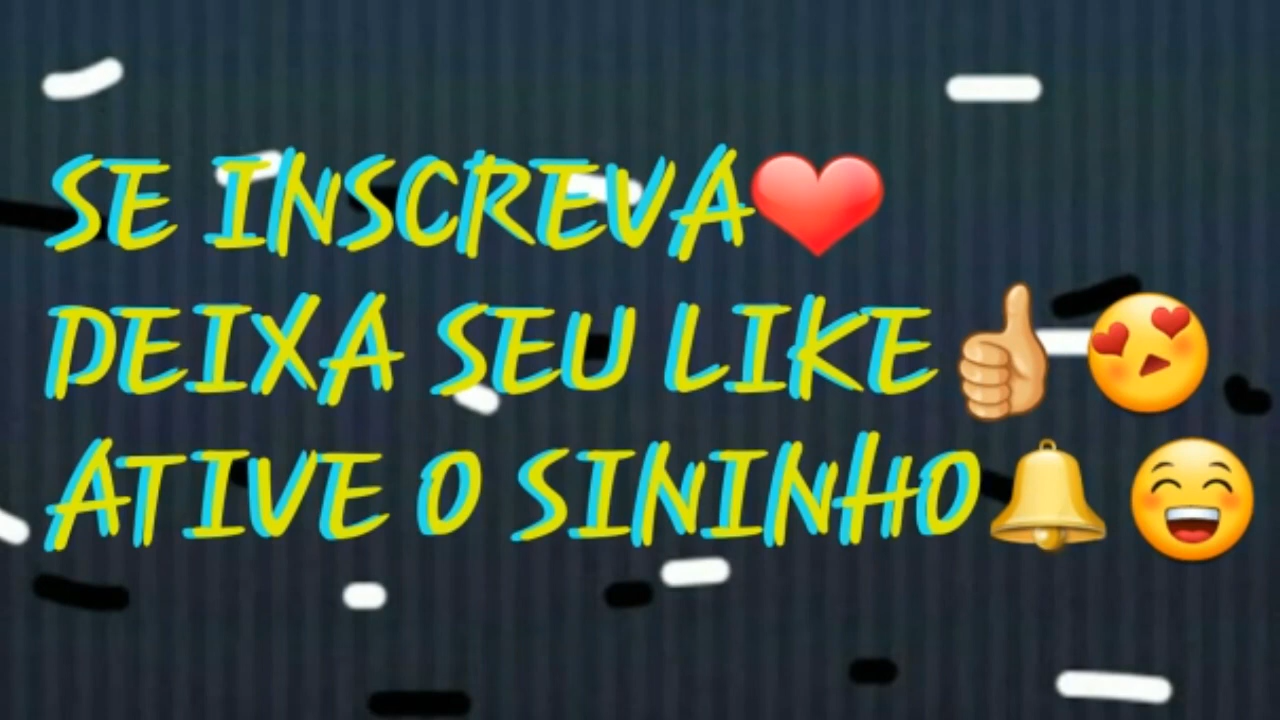 SE INSCREVA❤️
DEIXA SEU LIKE👍🏼😍
ATIVE O SININHO🔔😄